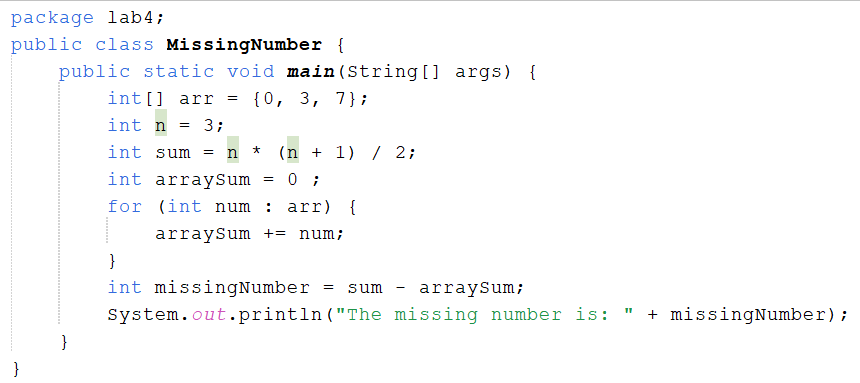 package lab4;
public class MissingNumber {
    public static void main(String[] args) {
        int[] arr = {0, 3, 7};
        int n = 3;
        int sum = n * (n + 1) / 2;
        int arraySum = 0 ;
        for (int num : arr) {
            arraySum += num;
        }
        int missingNumber = sum - arraySum;
        System.out.println("The missing number is: " + missingNumber);
    }
}